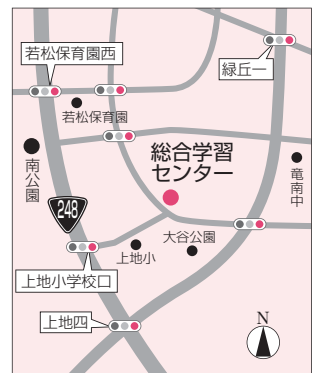 若松保育園西
緑丘一
若松保育園
総合学習
センター
南公園
竜南中
248
大谷公園
上地小
上地小学校口
上地四
N